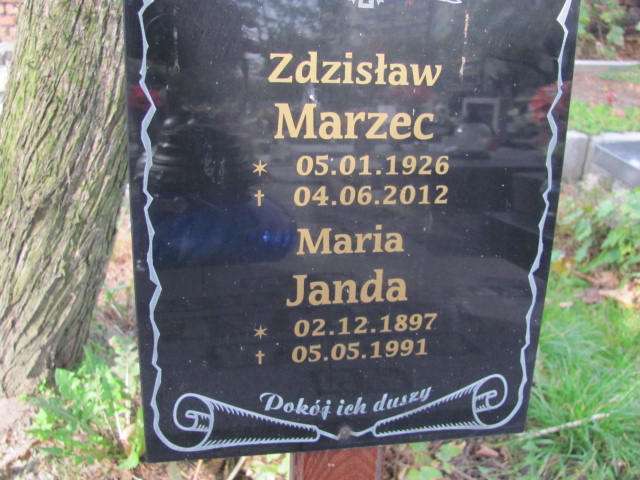 Zdzisław
Marzec
✶ 05.01.1926
† 04.06.2012
Maria
Janda
✶ 02.12.1897
† 05.05.1991
Pokój ich duszy